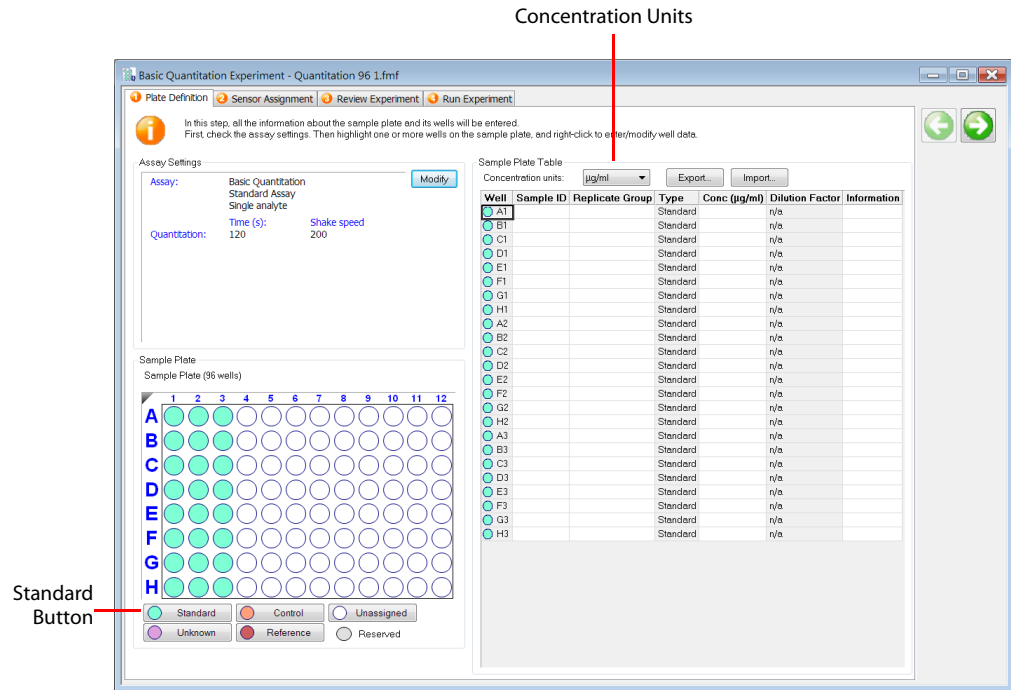 Concentration Units
Basic Quantitation Experiment - Quantitation 96 1.fmf
1 Plate Definition 2 Sensor Assignment 3 Review Experiment 4 Run Experiment
In this step, all the information about the sample plate and its wells will be entered.
First, check the assay settings. Then highlight one or more wells on the sample plate, and right-click to enter/modify well data.
Assay Settings
Modify
Assay: Basic Quantitation
Standard Assay
Single analyte
Time (s): Shake speed
Quantitation: 120 200
Sample Plate
Sample Plate (96 wells)
1 2 3 4 5 6 7 8 9 10 11 12
A
B
C
D
E
F
G
H
Standard Button
Standard Control Unassigned
Unknown Reference Reserved
Sample Plate Table
Concentration units: µg/ml Export... Import...
Well Sample ID Replicate Group Type Conc (µg/ml) Dilution Factor Information
A1 Standard n/a
B1 Standard n/a
C1 Standard n/a
D1 Standard n/a
E1 Standard n/a
F1 Standard n/a
G1 Standard n/a
H1 Standard n/a
A2 Standard n/a
B2 Standard n/a
C2 Standard n/a
D2 Standard n/a
E2 Standard n/a
F2 Standard n/a
G2 Standard n/a
H2 Standard n/a
A3 Standard n/a
B3 Standard n/a
C3 Standard n/a
D3 Standard n/a
E3 Standard n/a
F3 Standard n/a
G3 Standard n/a
H3 Standard n/a